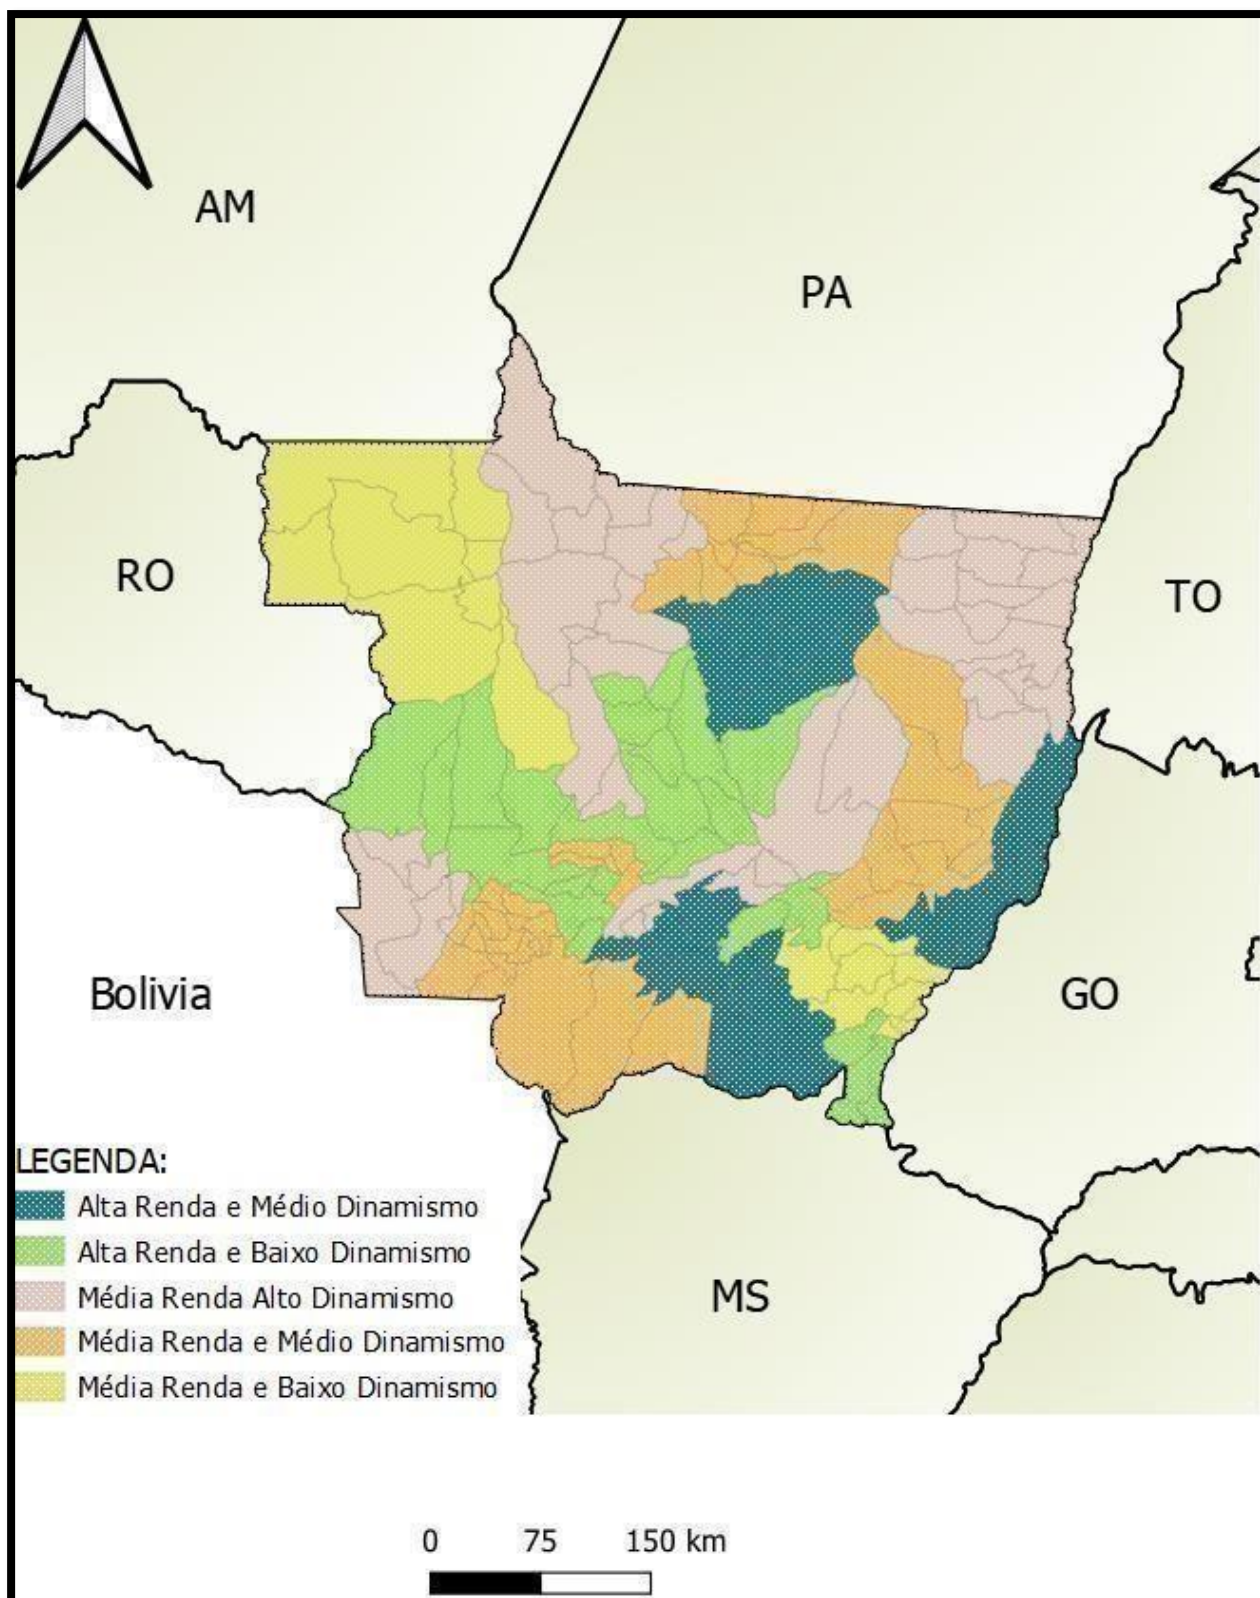 AM
PA
RO
TO
Bolivia
GO
LEGENDA:
Alta Renda e Médio Dinamismo
Alta Renda e Baixo Dinamismo
Média Renda Alto Dinamismo
Média Renda e Médio Dinamismo
Média Renda e Baixo Dinamismo
MS
0 75 150 km